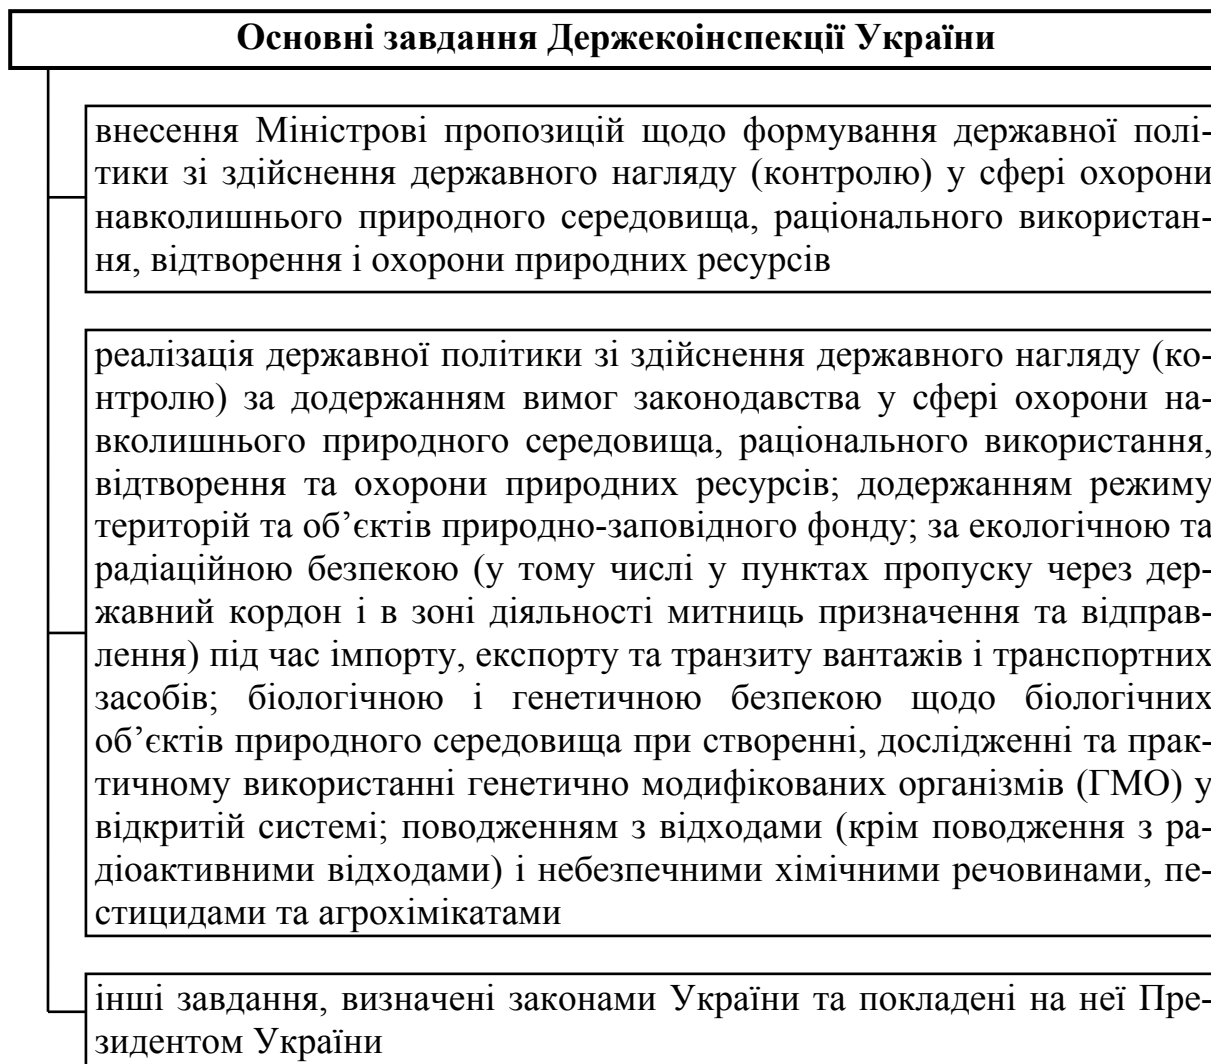 Основні завдання Держекоінспекції України
внесення Міністрові пропозицій щодо формування державної полі-
тики зі здійснення державного нагляду (контролю) у сфері охорони
навколишнього природного середовища, раціонального використан-
ня, відтворення і охорони природних ресурсів
реалізація державної політики зі здійснення державного нагляду (ко-
нтролю) за додержанням вимог законодавства у сфері охорони на-
вколишнього природного середовища, раціонального використання,
відтворення та охорони природних ресурсів; додержанням режиму
територій та об’єктів природно-заповідного фонду; за екологічною та
радіаційною безпекою (у тому числі у пунктах пропуску через дер-
жавний кордон і в зоні діяльності митниць призначення та відправ-
лення) під час імпорту, експорту та транзиту вантажів і транспортних
засобів; біологічною і генетичною безпекою щодо біологічних
об’єктів природного середовища при створенні, дослідженні та прак-
тичному використанні генетично модифікованих організмів (ГМО) у
відкритій системі; поводженням з відходами (крім поводження з ра-
діоактивними відходами) і небезпечними хімічними речовинами, пе-
стицидами та агрохімікатами
інші завдання, визначені законами України та покладені на неї Пре-
зидентом України